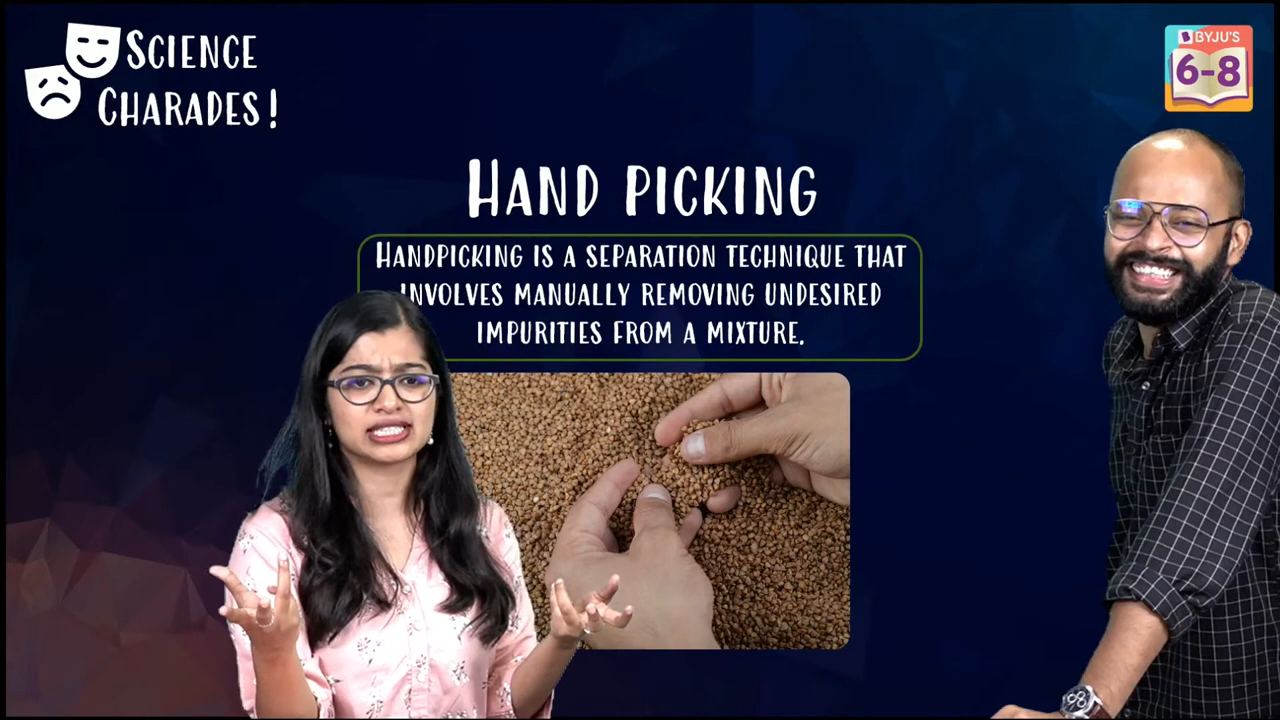 SCIENCE
CHARADES!
BYJU'S
6-8
HAND PICKING
HANDPICKING IS A SEPARATION TECHNIQUE THAT
INVOLVES MANUALLY REMOVING UNDESIRED
IMPURITIES FROM A MIXTURE.